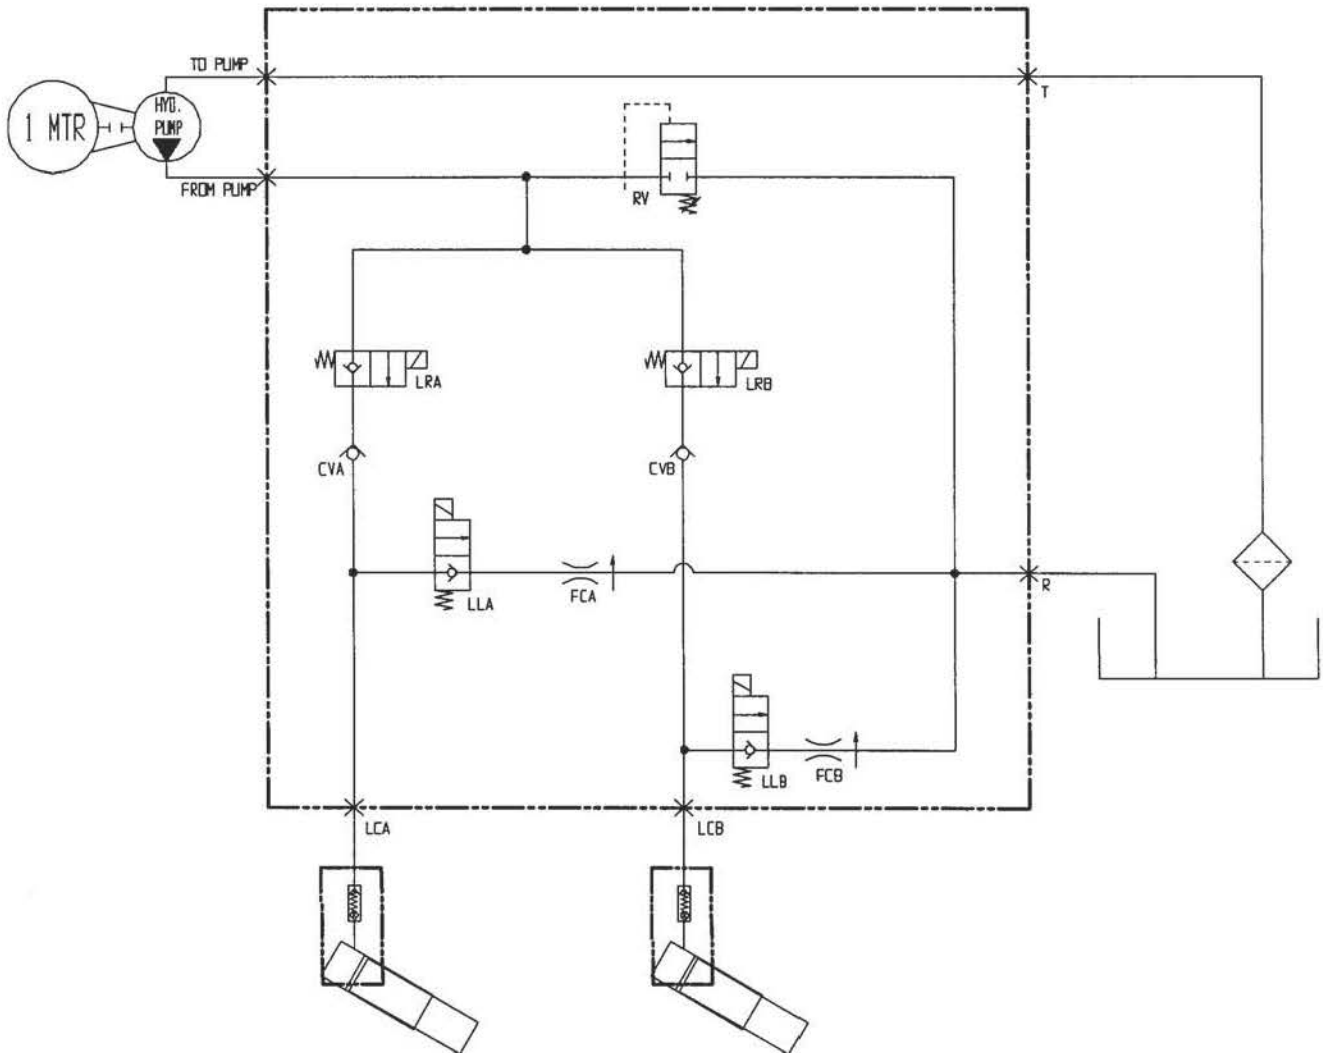 TO PUMP
T
1 MTR
HYD.
PUMP
FROM PUMP
RV
LRA
LRB
CVA
CVB
LLA
FCA
R
LLB
FCB
LCA
LCB